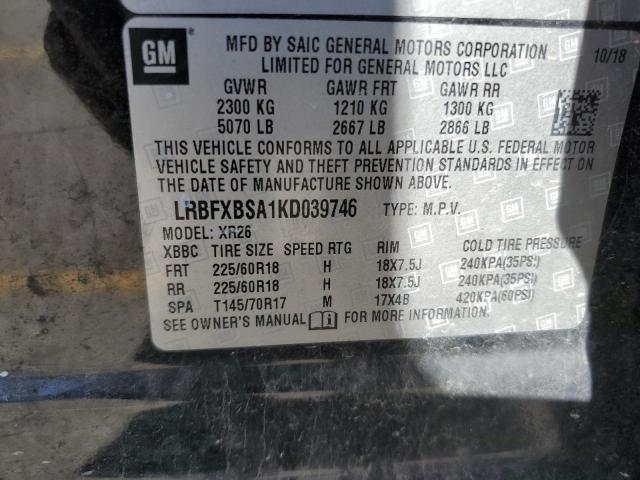 GM
MFD BY SAIC GENERAL MOTORS CORPORATION 10/18
LIMITED FOR GENERAL MOTORS LLC
GVWR GAWR FRT GAWR RR
2300 KG 1210 KG 1300 KG
5070 LB 2667 LB 2866 LB
THIS VEHICLE CONFORMS TO ALL APPLICABLE U.S. FEDERAL MOTOR
VEHICLE SAFETY AND THEFT PREVENTION STANDARDS IN EFFECT ON
THE DATE OF MANUFACTURE SHOWN ABOVE.
LRBFXBSA1KD039746 TYPE: M.P.V.
MODEL: XR26
XBBC TIRE SIZE SPEED RTG RIM COLD TIRE PRESSURE
FRT 225/60R18 H 18X7.5J 240KPA(35PSI)
RR 225/60R18 H 18X7.5J 240KPA(35PSI)
SPA T145/70R17 M 17X4B 420KPA(60PSI)
SEE OWNER'S MANUAL FOR MORE INFORMATION.